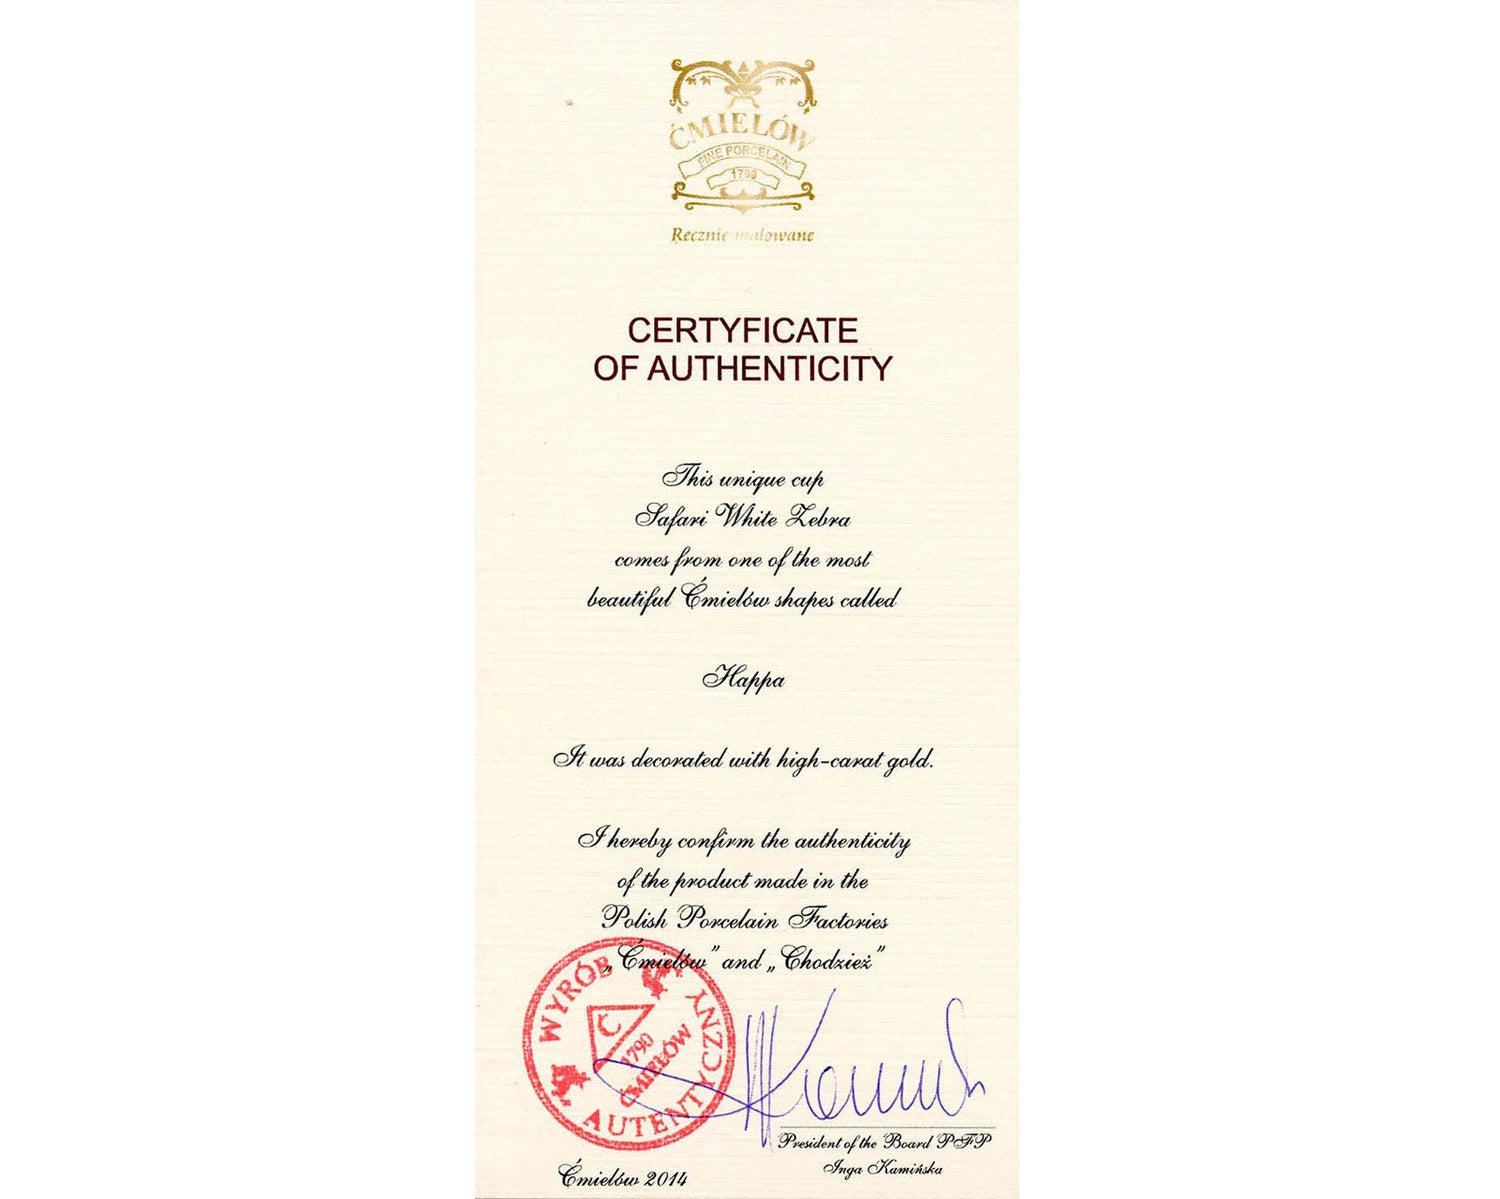 ĆMIELÓW
FINE PORCELAIN
1790
Ręcznie malowane
CERTYFICATE
OF AUTHENTICITY
This unique cup
Safari White Zebra
comes from one of the most
beautiful Ćmielów shapes called
Happa
It was decorated with high-carat gold.
I hereby confirm the authenticity
of the product made in the
Polish Porcelain Factories
„Ćmielów” and „Chodzież”
WYRÓB AUTENTYCZNY
Ć
1790
ĆMIELÓW
President of the Board PFP
Inga Kamińska
Ćmielów 2014